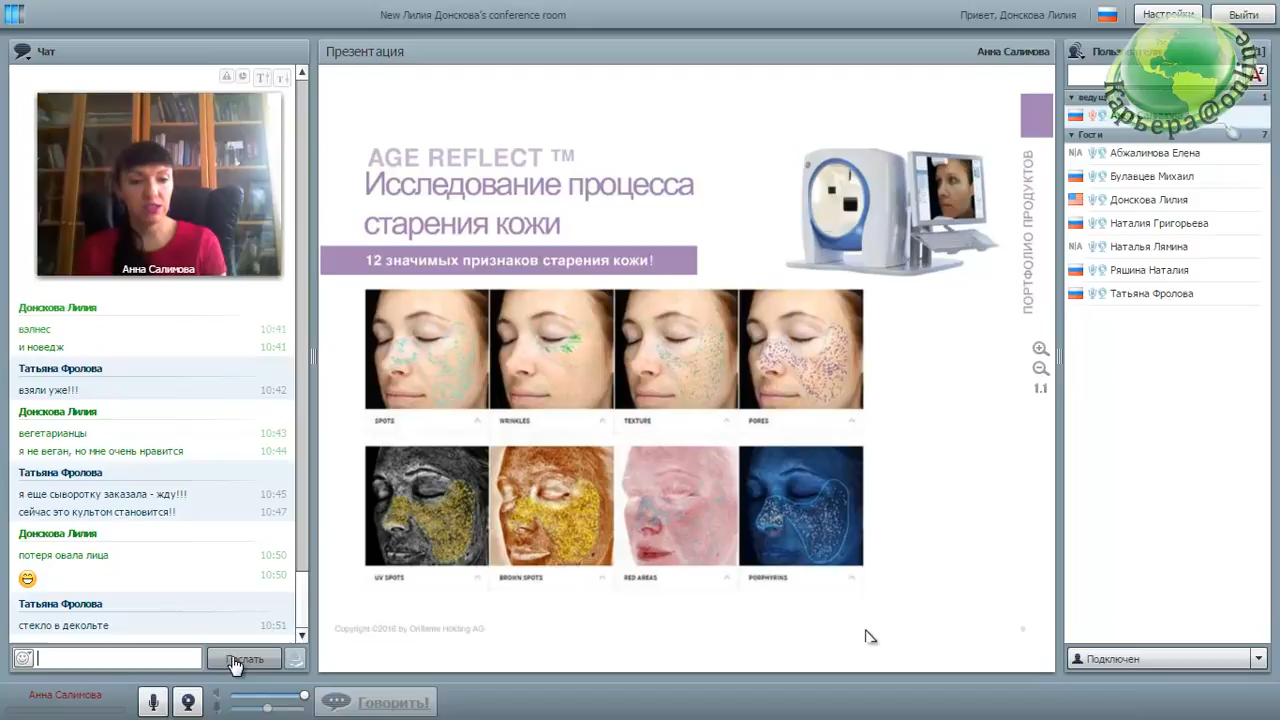 New Лилия Донскова's conference room
Привет, Донскова Лилия
Настройки
Выйти
Чат
Анна Салимова
Донскова Лилия
вэлнес 10:41
и новедж 10:41
Татьяна Фролова
взяли уже!!! 10:42
Донскова Лилия
вегетарианцы 10:43
я не веган, но мне очень нравится 10:44
Татьяна Фролова
я еще сыворотку заказала - жду!!! 10:45
сейчас это культом становится!! 10:47
Донскова Лилия
потеря овала лица 10:50
10:50
Татьяна Фролова
стекло в декольте 10:51
Послать
Анна Салимова
Говорить!
Презентация
Анна Салимова
AGE REFLECT ™
Исследование процесса
старения кожи
12 значимых признаков старения кожи!
SPOTS
WRINKLES
TEXTURE
PORES
UV SPOTS
BROWN SPOTS
RED AREAS
PORPHYRINS
Copyright ©2016 by Oriflame Holding AG
ПОРТФОЛИО ПРОДУКТОВ
1.1
Карьера@online
ведущ 1
Гости 7
N/A Абжалимова Елена
Булавцев Михаил
Донскова Лилия
Наталия Григорьева
N/A Наталья Лянина
Ряшина Наталия
Татьяна Фролова
Подключен